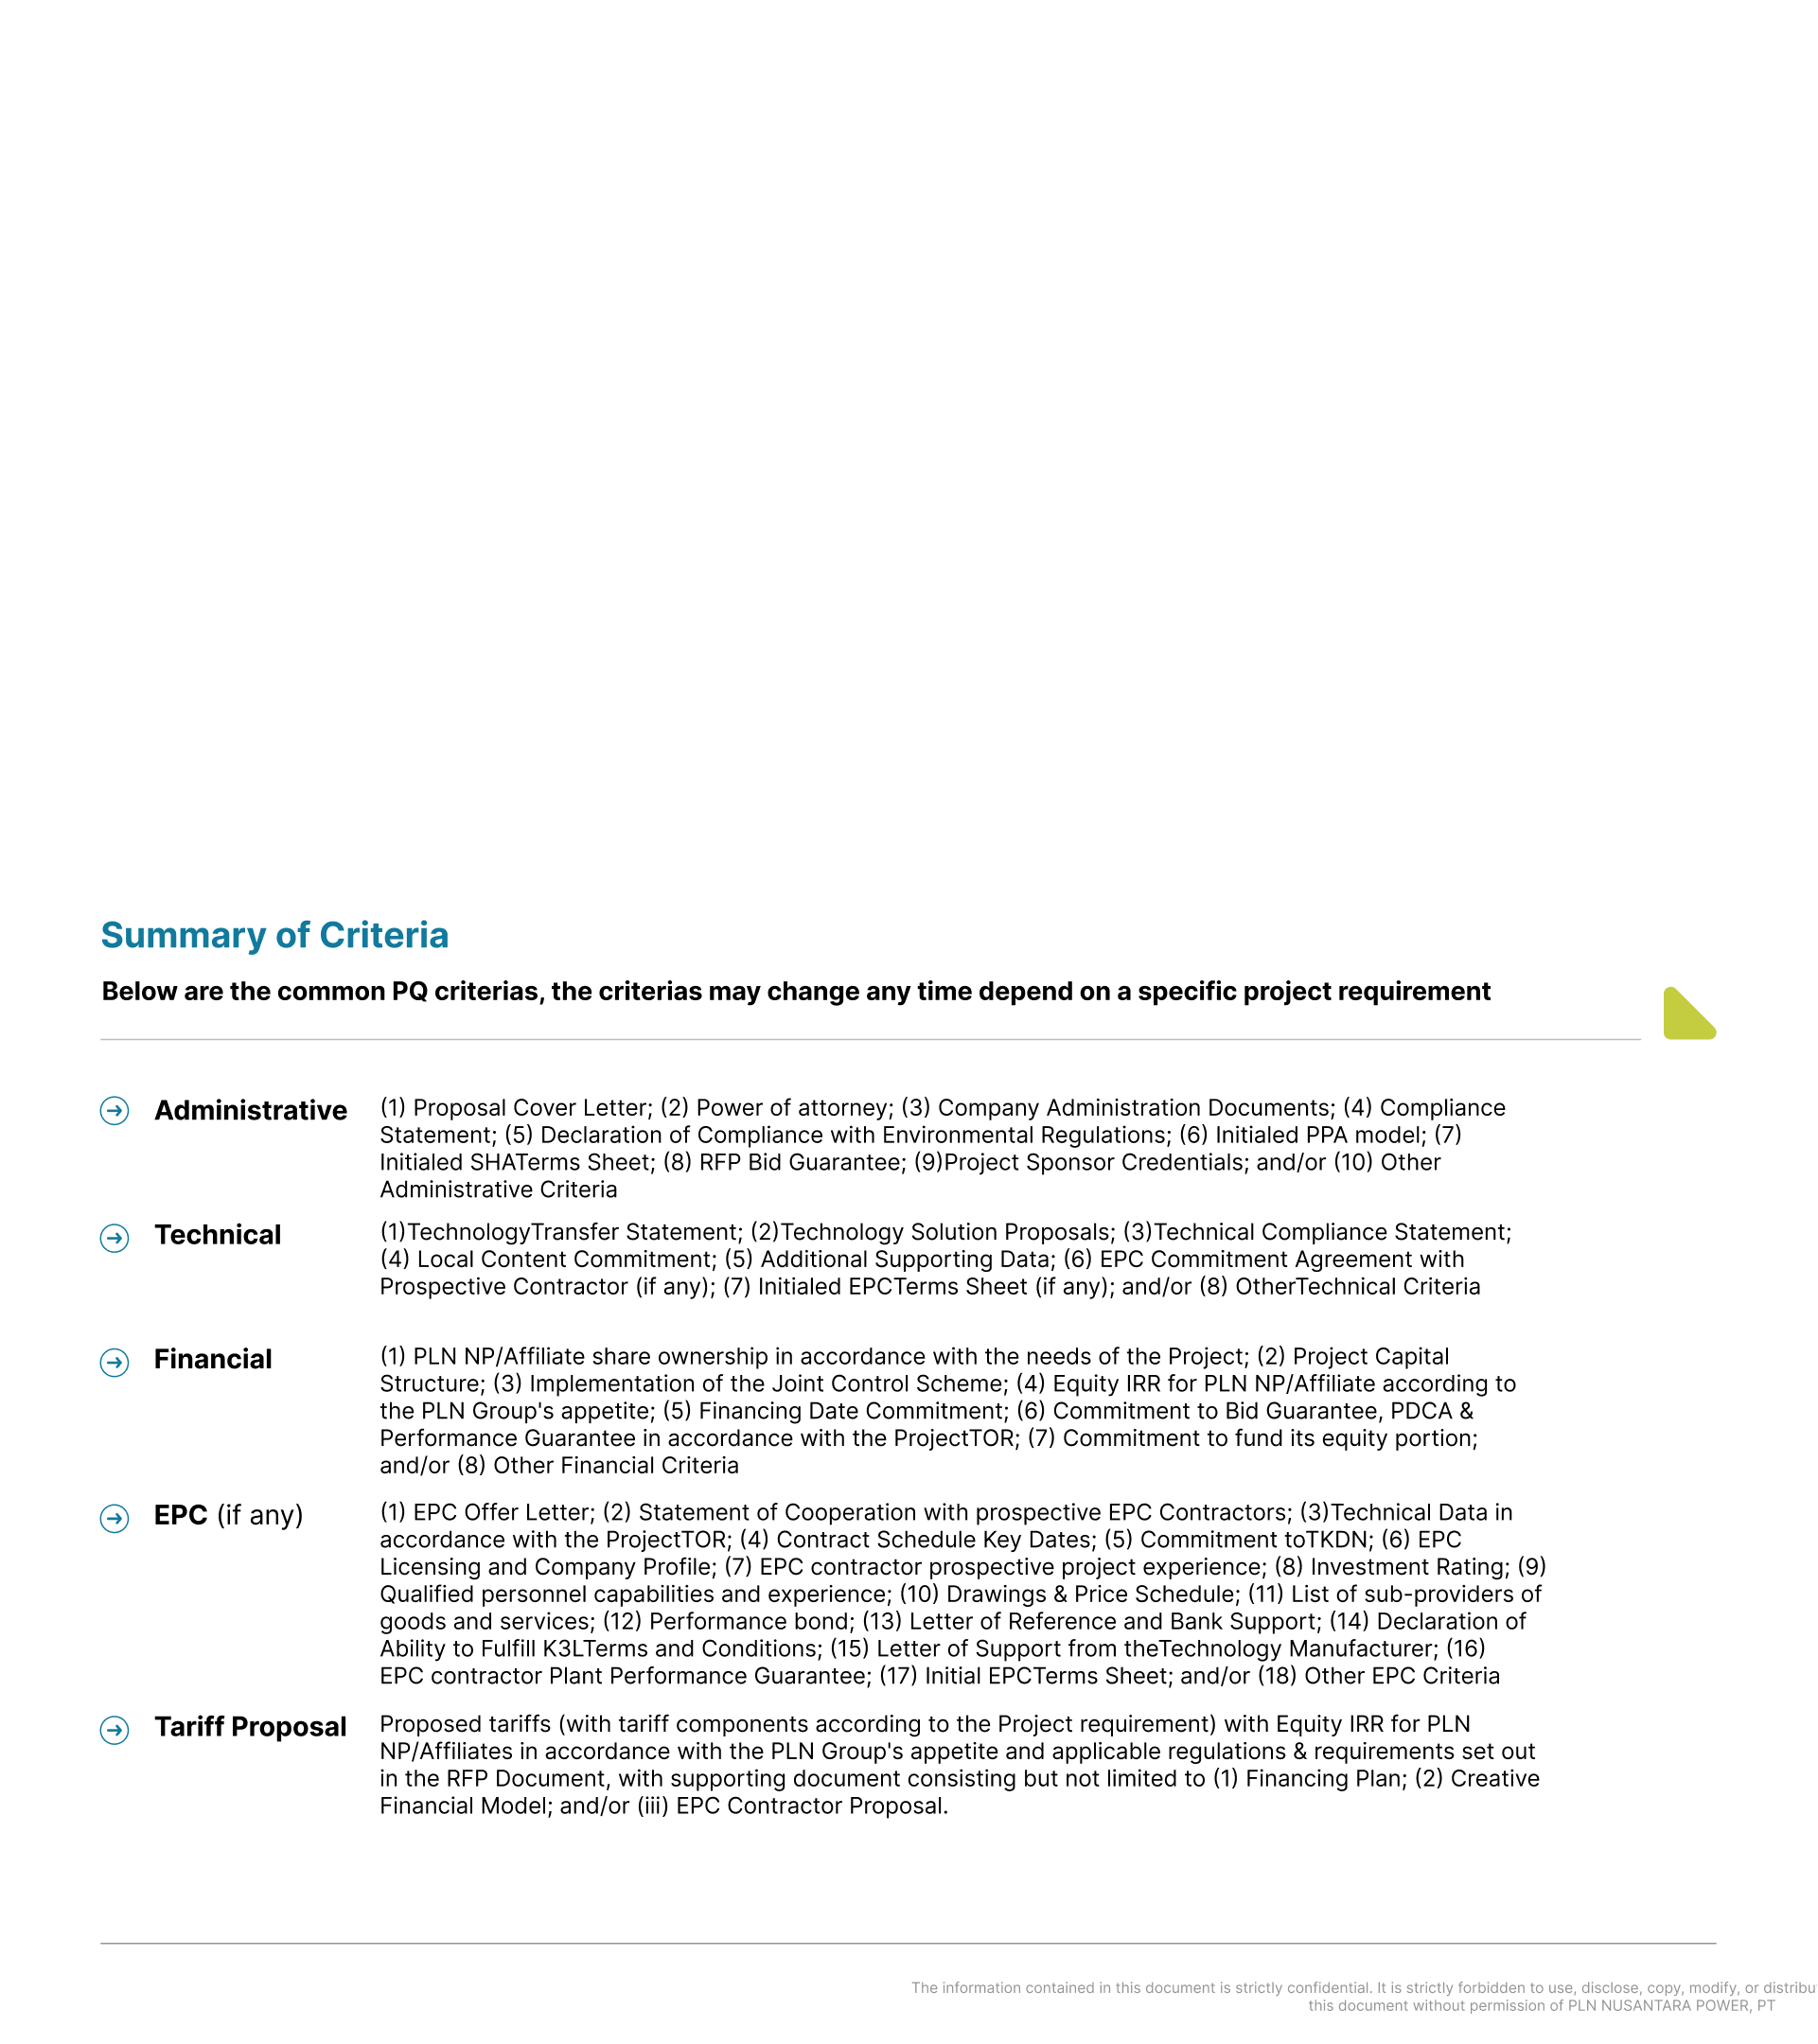 Summary of Criteria
Below are the common PQ criterias, the criterias may change any time depend on a specific project requirement
Administrative
(1) Proposal Cover Letter; (2) Power of attorney; (3) Company Administration Documents; (4) Compliance
Statement; (5) Declaration of Compliance with Environmental Regulations; (6) Initialed PPA model; (7)
Initialed SHATerms Sheet; (8) RFP Bid Guarantee; (9)Project Sponsor Credentials; and/or (10) Other
Administrative Criteria
Technical
(1)TechnologyTransfer Statement; (2)Technology Solution Proposals; (3)Technical Compliance Statement;
(4) Local Content Commitment; (5) Additional Supporting Data; (6) EPC Commitment Agreement with
Prospective Contractor (if any); (7) Initialed EPCTerms Sheet (if any); and/or (8) OtherTechnical Criteria
Financial
(1) PLN NP/Affiliate share ownership in accordance with the needs of the Project; (2) Project Capital
Structure; (3) Implementation of the Joint Control Scheme; (4) Equity IRR for PLN NP/Affiliate according to
the PLN Group's appetite; (5) Financing Date Commitment; (6) Commitment to Bid Guarantee, PDCA &
Performance Guarantee in accordance with the ProjectTOR; (7) Commitment to fund its equity portion;
and/or (8) Other Financial Criteria
EPC (if any)
(1) EPC Offer Letter; (2) Statement of Cooperation with prospective EPC Contractors; (3)Technical Data in
accordance with the ProjectTOR; (4) Contract Schedule Key Dates; (5) Commitment toTKDN; (6) EPC
Licensing and Company Profile; (7) EPC contractor prospective project experience; (8) Investment Rating; (9)
Qualified personnel capabilities and experience; (10) Drawings & Price Schedule; (11) List of sub-providers of
goods and services; (12) Performance bond; (13) Letter of Reference and Bank Support; (14) Declaration of
Ability to Fulfill K3LTerms and Conditions; (15) Letter of Support from theTechnology Manufacturer; (16)
EPC contractor Plant Performance Guarantee; (17) Initial EPCTerms Sheet; and/or (18) Other EPC Criteria
Tariff Proposal
Proposed tariffs (with tariff components according to the Project requirement) with Equity IRR for PLN
NP/Affiliates in accordance with the PLN Group's appetite and applicable regulations & requirements set out
in the RFP Document, with supporting document consisting but not limited to (1) Financing Plan; (2) Creative
Financial Model; and/or (iii) EPC Contractor Proposal.
The information contained in this document is strictly confidential. It is strictly forbidden to use, disclose, copy, modify, or distribu
this document without permission of PLN NUSANTARA POWER, PT